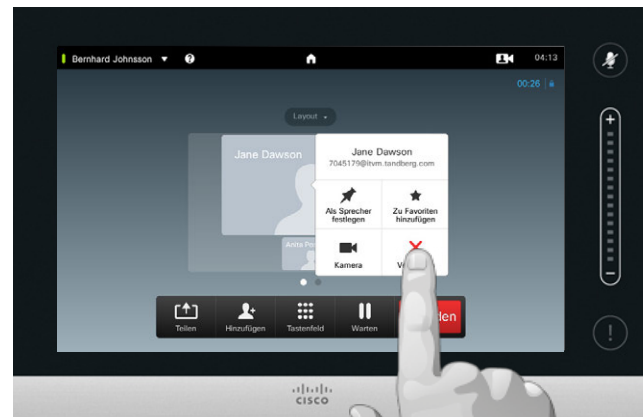 Bernhard Johnsson
?
04:13
00:26
Layout
Jane Dawson
Jane Dawson
7045179@itvm.tandberg.com
Als Sprecher
festlegen
Zu Favoriten
hinzufügen
Anita
Kamera
Teilen
Hinzufügen
Tastenfeld
Warten
CISCO